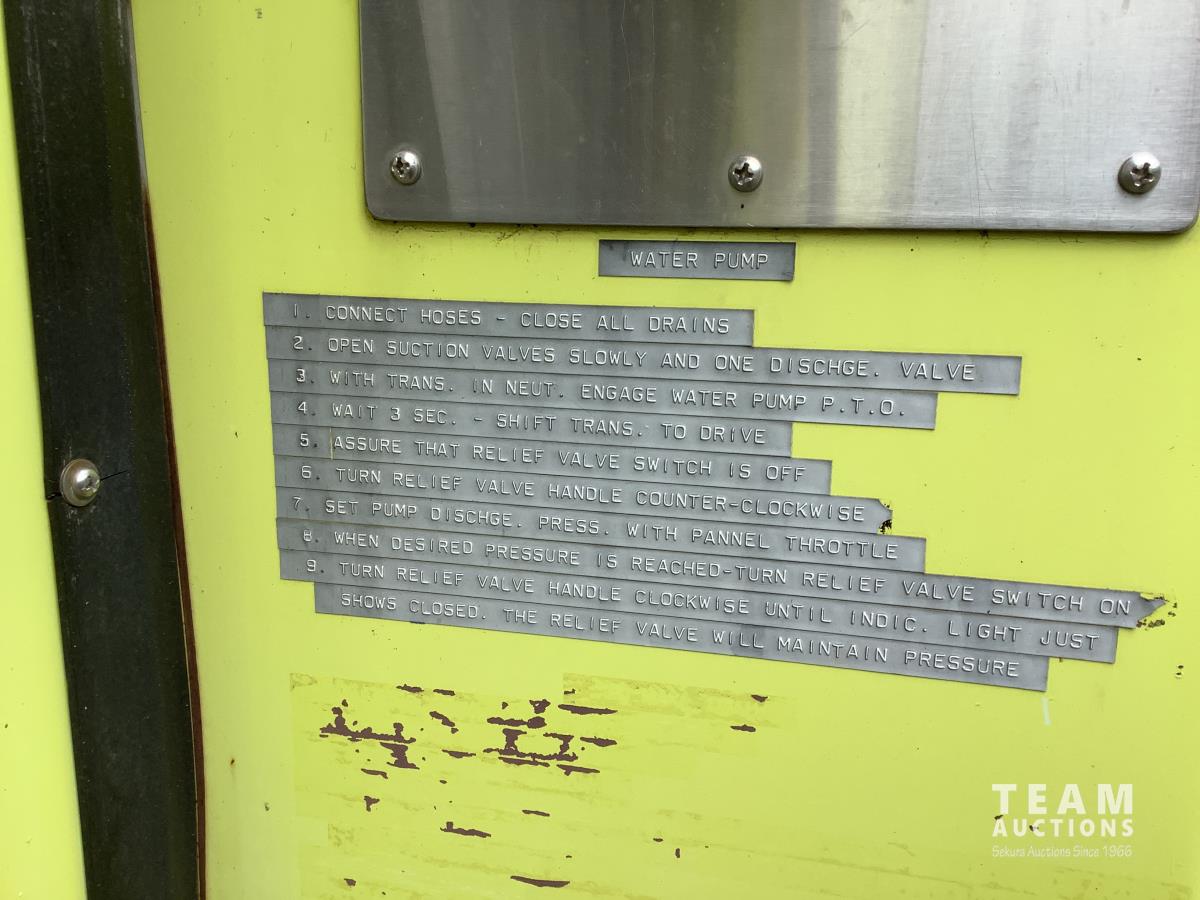 WATER PUMP
1. CONNECT HOSES - CLOSE ALL DRAINS
2. OPEN SUCTION VALVES SLOWLY AND ONE DISCHGE. VALVE
3. WITH TRANS. IN NEUT. ENGAGE WATER PUMP P.T.O.
4. WAIT 3 SEC. - SHIFT TRANS. TO DRIVE
5. ASSURE THAT RELIEF VALVE SWITCH IS OFF
6. TURN RELIEF VALVE HANDLE COUNTER-CLOCKWISE
7. SET PUMP DISCHGE. PRESS. WITH PANNEL THROTTLE
8. WHEN DESIRED PRESSURE IS REACHED-TURN RELIEF VALVE SWITCH ON
9. TURN RELIEF VALVE HANDLE CLOCKWISE UNTIL INDIC. LIGHT JUST
SHOWS CLOSED. THE RELIEF VALVE WILL MAINTAIN PRESSURE
TEAM
AUCTIONS
Sekura Auctions Since 1966